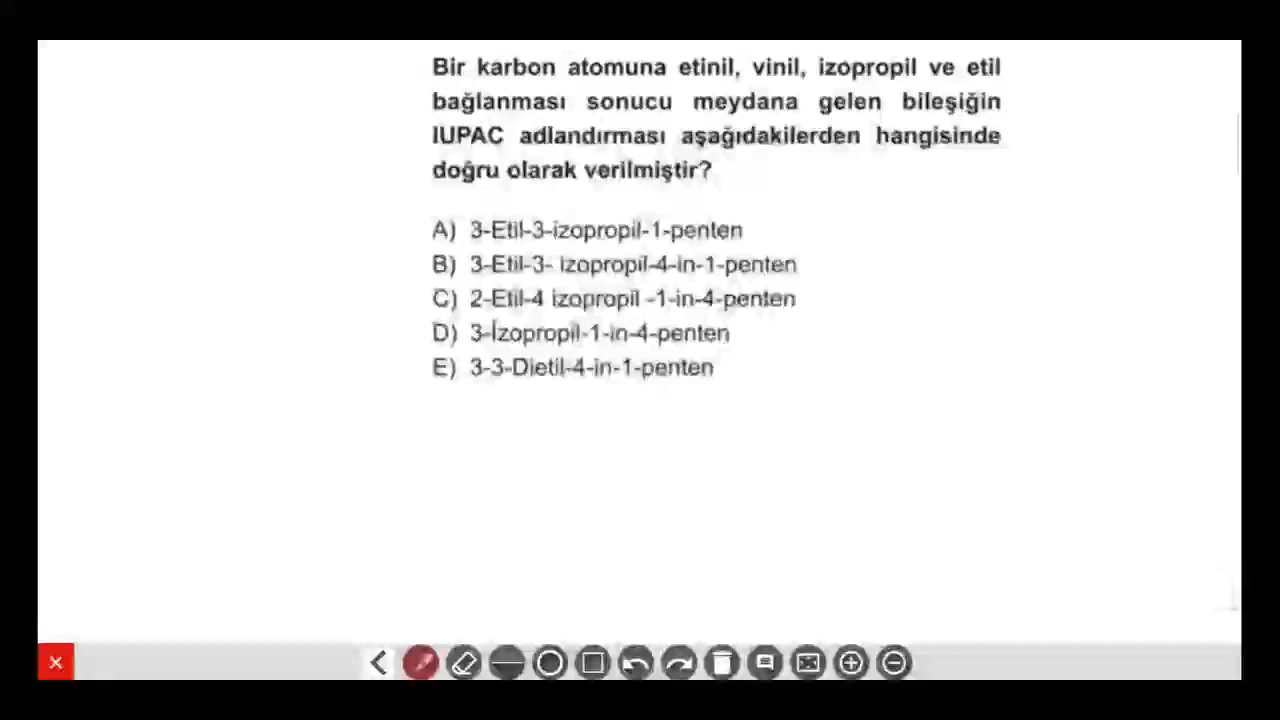 Bir karbon atomuna etinil, vinil, izopropil ve etil
bağlanması sonucu meydana gelen bileşiğin
IUPAC adlandırması aşağıdakilerden hangisinde
doğru olarak verilmiştir?
A) 3-Etil-3-izopropil-1-penten
B) 3-Etil-3- izopropil-4-in-1-penten
C) 2-Etil-4 izopropil -1-in-4-penten
D) 3-İzopropil-1-in-4-penten
E) 3-3-Dietil-4-in-1-penten